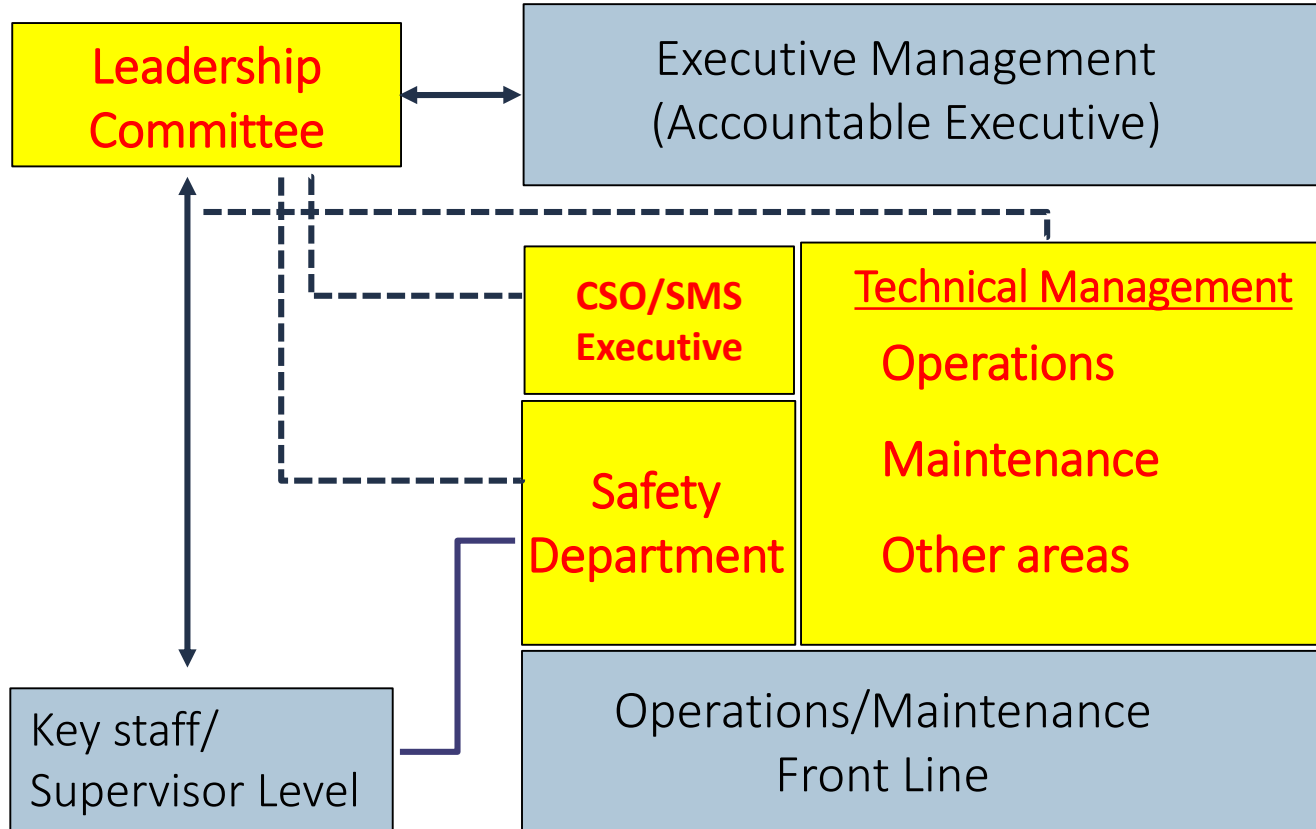 Leadership
Committee
Executive Management
(Accountable Executive)
CSO/SMS
Executive
Technical Management
Operations
Maintenance
Other areas
Safety
Department
Key staff/
Supervisor Level
Operations/Maintenance
Front Line